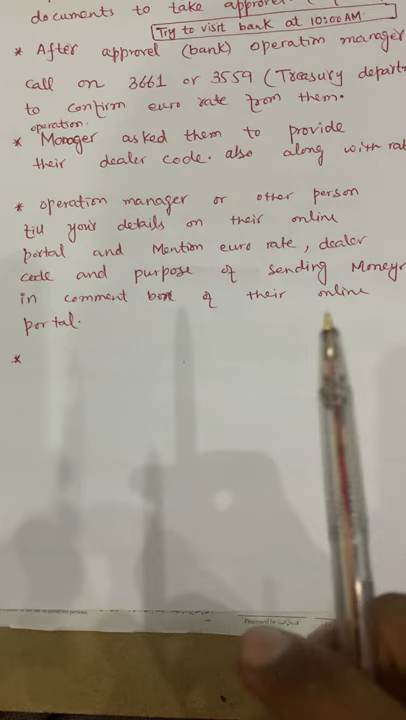 documents to take approvel
Try to visit bank at 10:00 AM
* After approvel (bank) operation manager
call on 3661 or 3559 (Treasury depart
to confirm euro rate from them.
operation
* Manager asked them to provide
their dealer code. also along with rat
* operation manager or other person
fill your details on their online
portal and Mention euro rate, dealer
code and purpose of sending Money
in comment box of their online
portal.
*